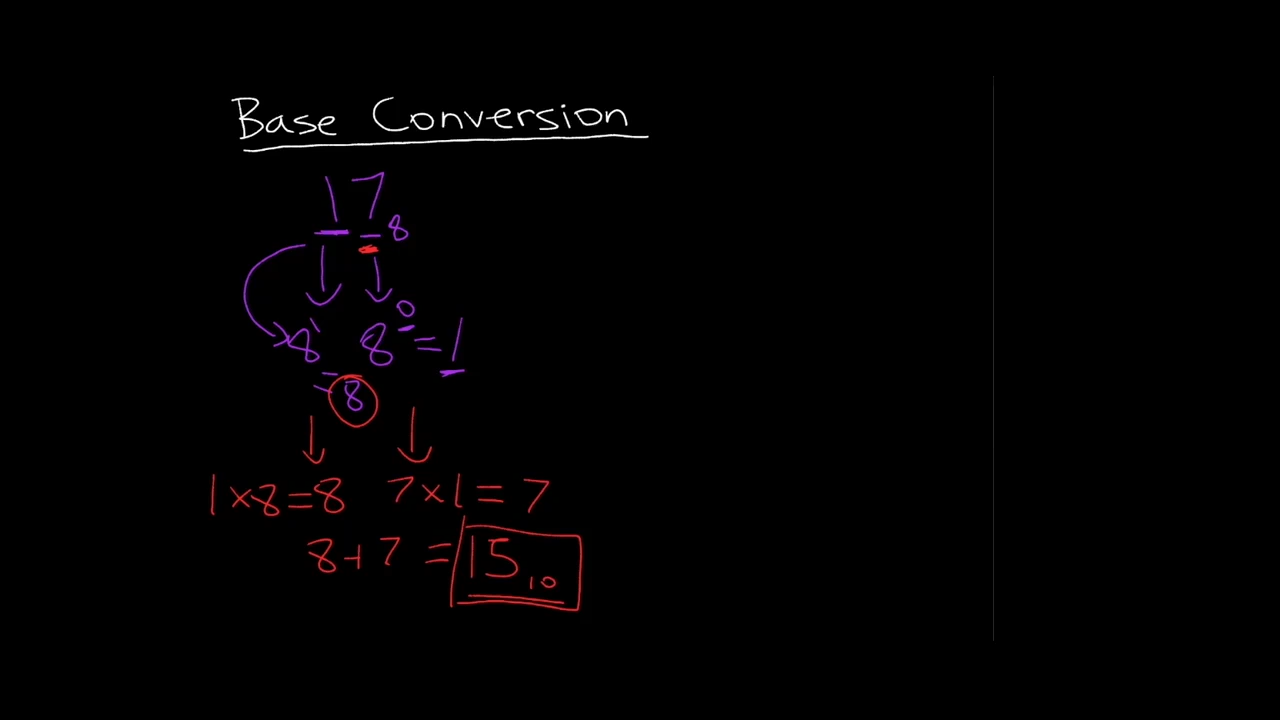 Base Conversion
17₈
8¹ 8⁰ = 1
= 8
1 × 8 = 8 7 × 1 = 7
8 + 7 = 15₁₀